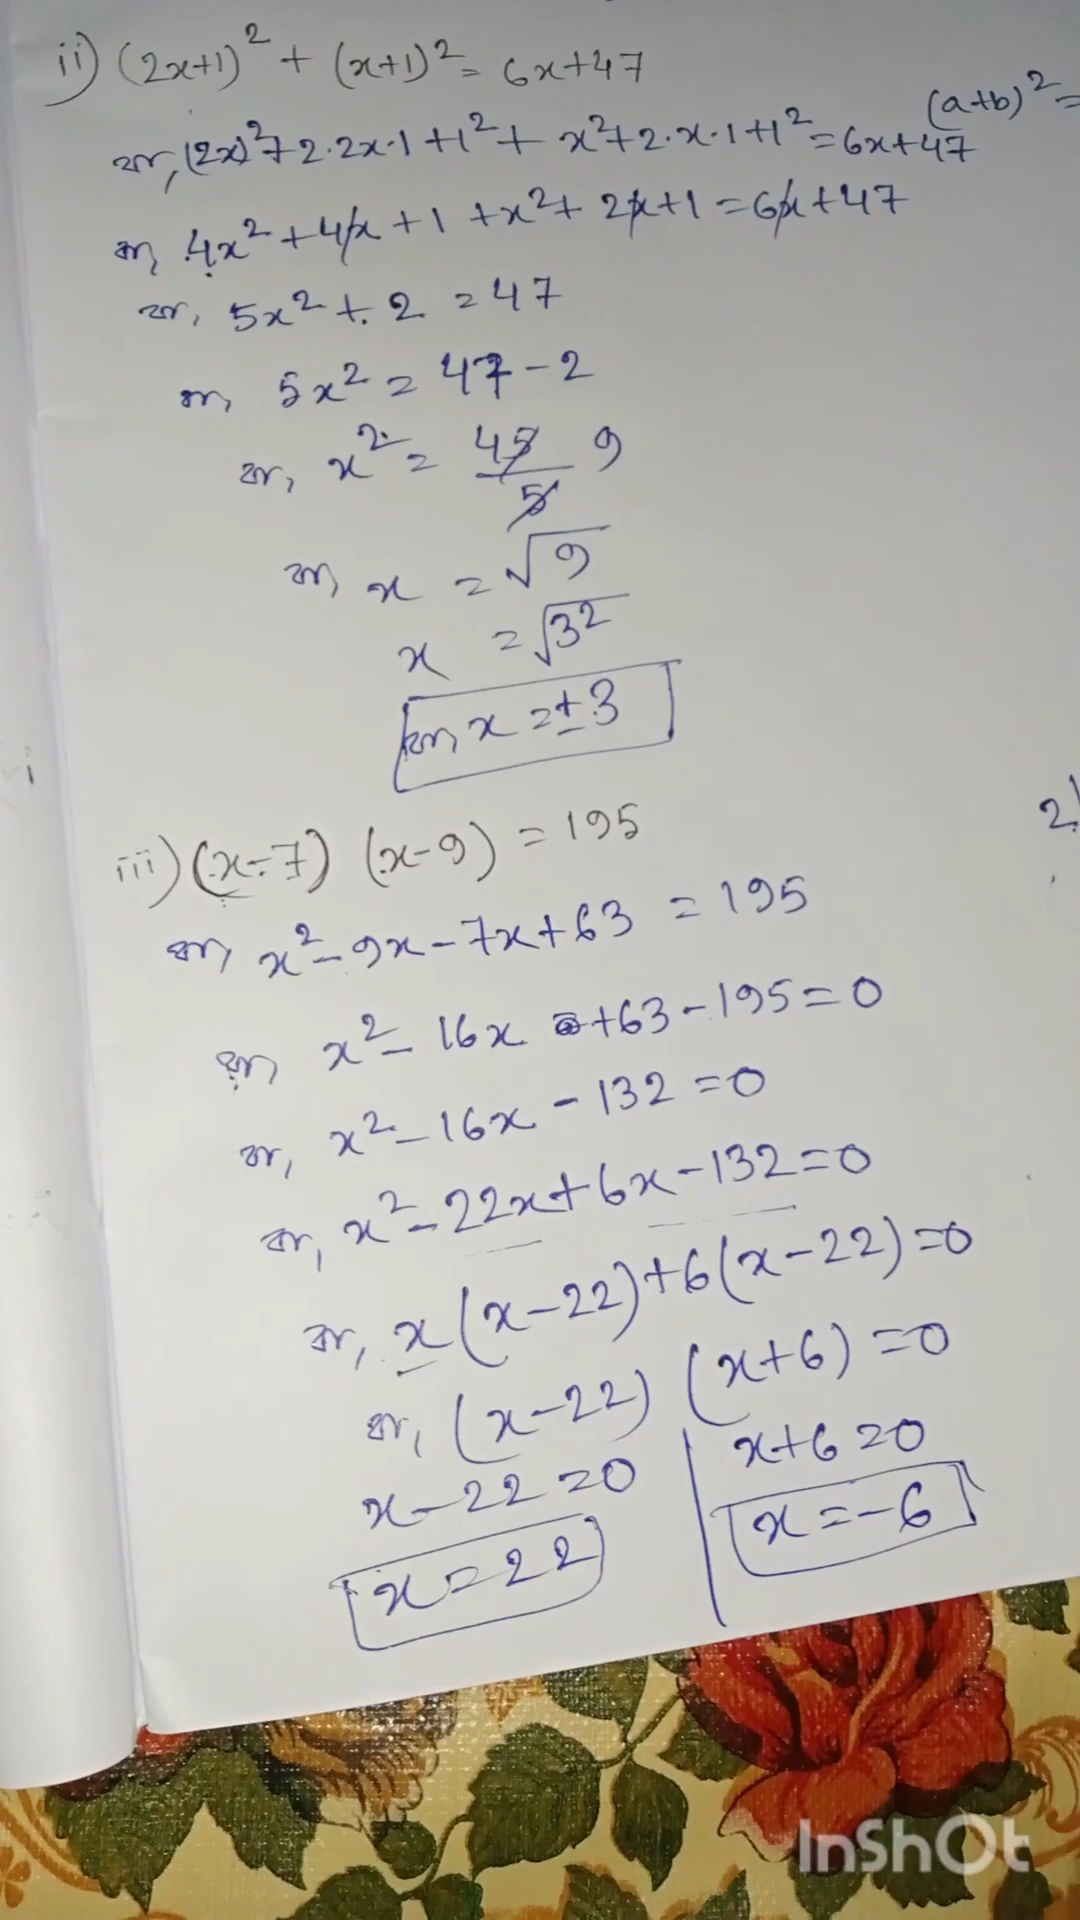 ii) (2x+1)² + (x+1)² = 6x+47
(a+b)² =
বা, (2x)²+2.2x.1+1²+ x²+2.x.1+1²=6x+47
বা, 4x²+4x+1+x²+2x+1=6x+47
বা, 5x²+2=47
বা, 5x²=47-2
বা, x²= 45/5 9
বা, x = √9
x = √3²
বা, x = ±3
iii) (x-7) (x-9) = 195
বা, x²-9x-7x+63 = 195
বা, x²-16x +63-195=0
বা, x²-16x-132=0
বা, x²-22x+6x-132=0
বা, x(x-22)+6(x-22)=0
বা, (x-22) (x+6)=0
x-22=0
x=22
x+6=0
x=-6
2)
InShOt